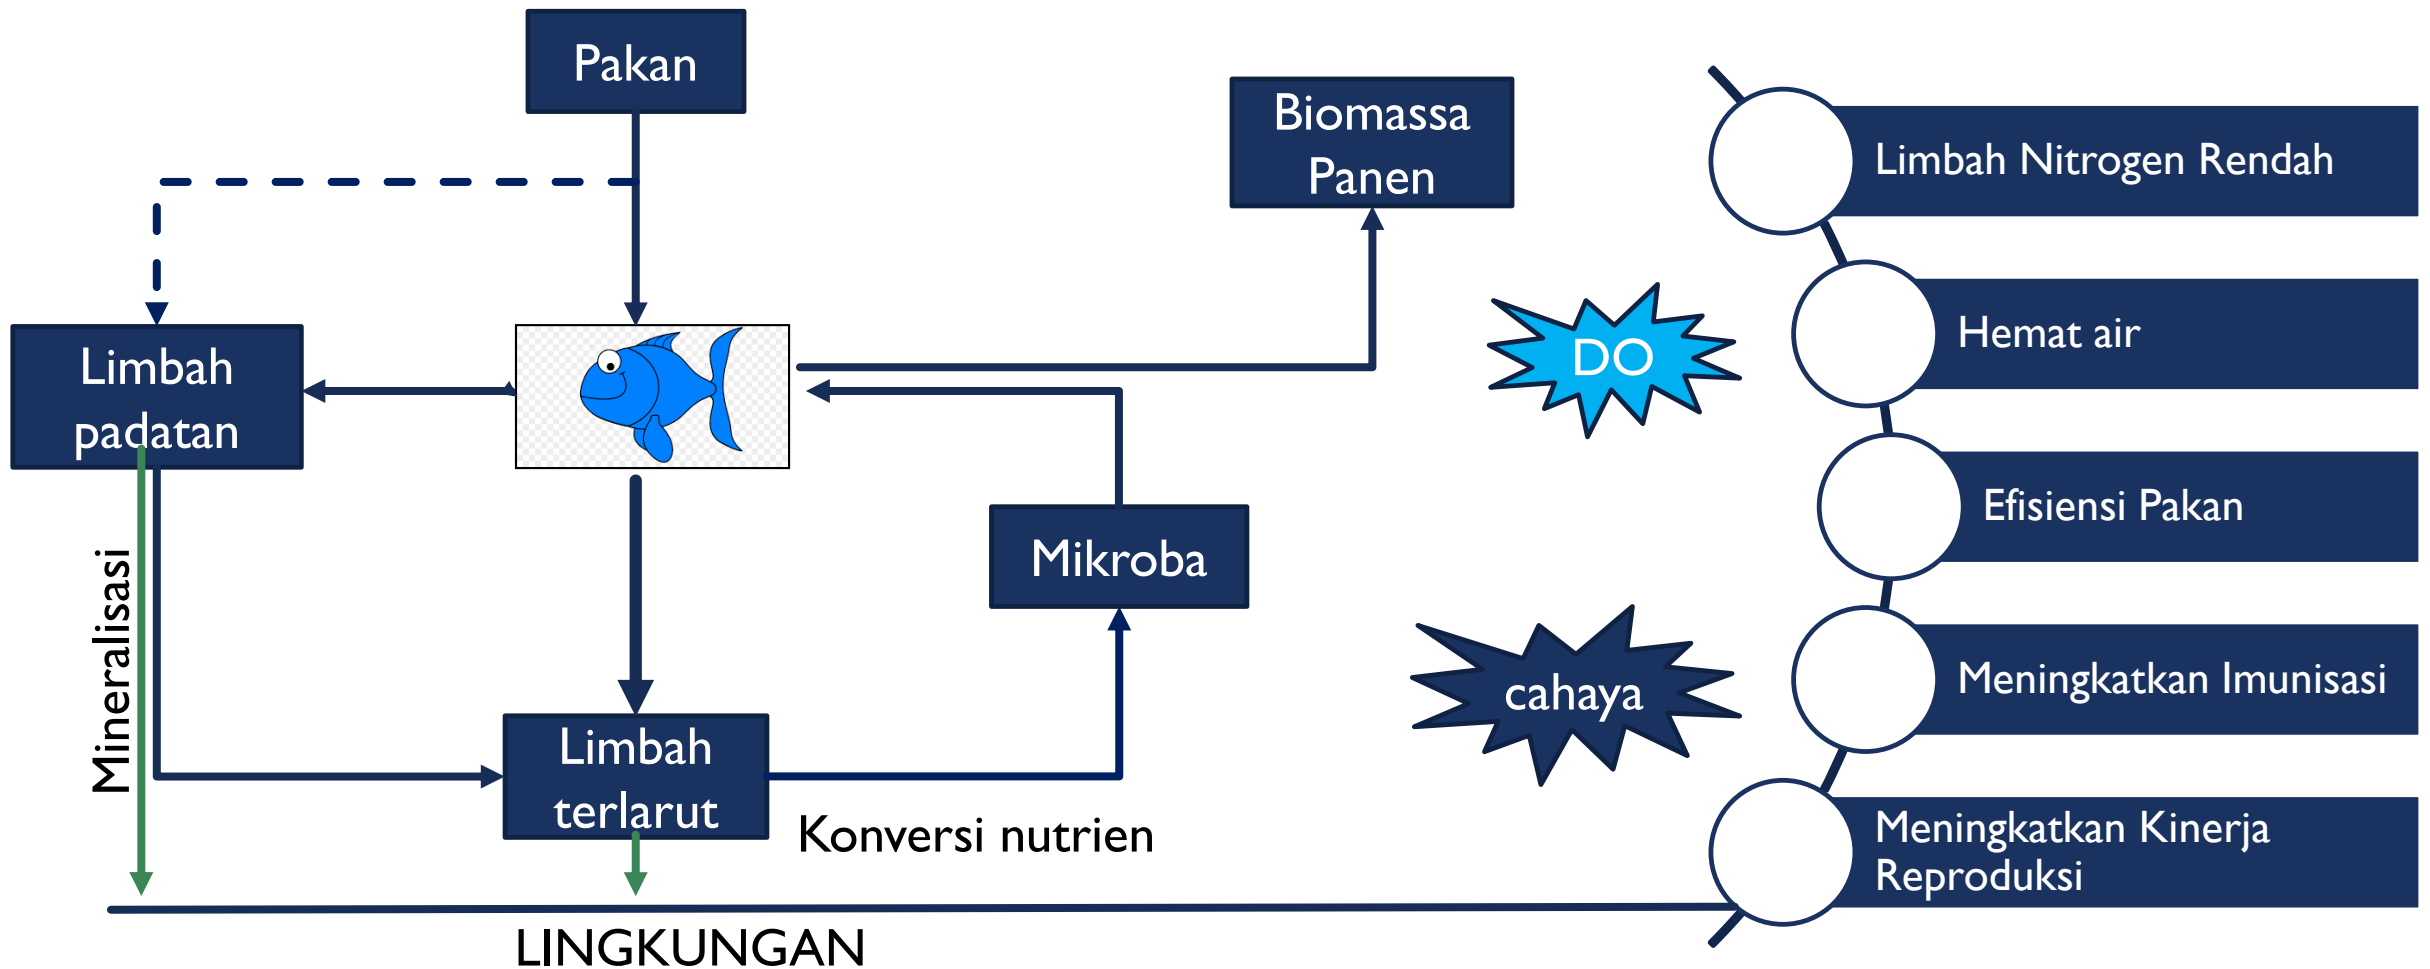 Pakan
Biomassa
Panen
Limbah
padatan
DO
Mikroba
Mineralisasi
cahaya
Limbah
terlarut
Konversi nutrien
LINGKUNGAN
Limbah Nitrogen Rendah
Hemat air
Efisiensi Pakan
Meningkatkan Imunisasi
Meningkatkan Kinerja
Reproduksi